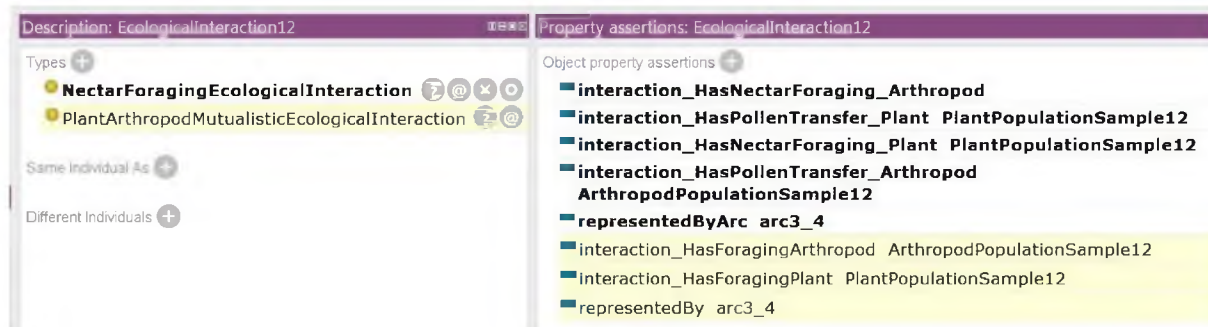 Description: EcologicalInteraction12
Property assertions: EcologicalInteraction12
Types
NectarForagingEcologicalInteraction
PlantArthropodMutualisticEcologicalInteraction
Same Individual As
Different Individuals
Object property assertions
interaction_HasNectarForaging_Arthropod
interaction_HasPollenTransfer_Plant PlantPopulationSample12
interaction_HasNectarForaging_Plant PlantPopulationSample12
interaction_HasPollenTransfer_Arthropod
ArthropodPopulationSample12
representedByArc arc3_4
interaction_HasForagingArthropod ArthropodPopulationSample12
interaction_HasForagingPlant PlantPopulationSample12
representedBy arc3_4